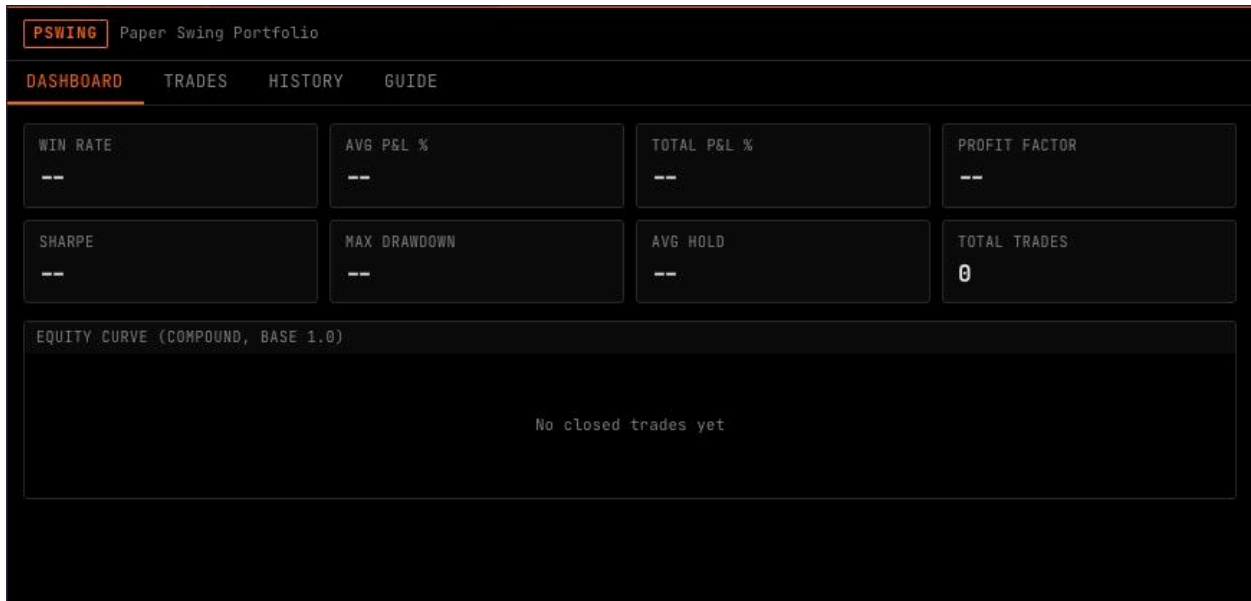 PSWING Paper Swing Portfolio
DASHBOARD TRADES HISTORY GUIDE
WIN RATE AVG P&L % TOTAL P&L % PROFIT FACTOR
-- -- -- --
SHARPE MAX DRAWDOWN AVG HOLD TOTAL TRADES
-- -- -- 0
EQUITY CURVE (COMPOUND, BASE 1.0)
No closed trades yet